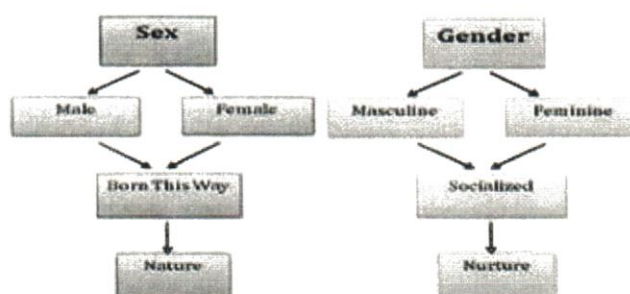 Sex
Gender
Male
Female
Masculine
Feminine
Born This Way
Socialized
Nature
Nurture